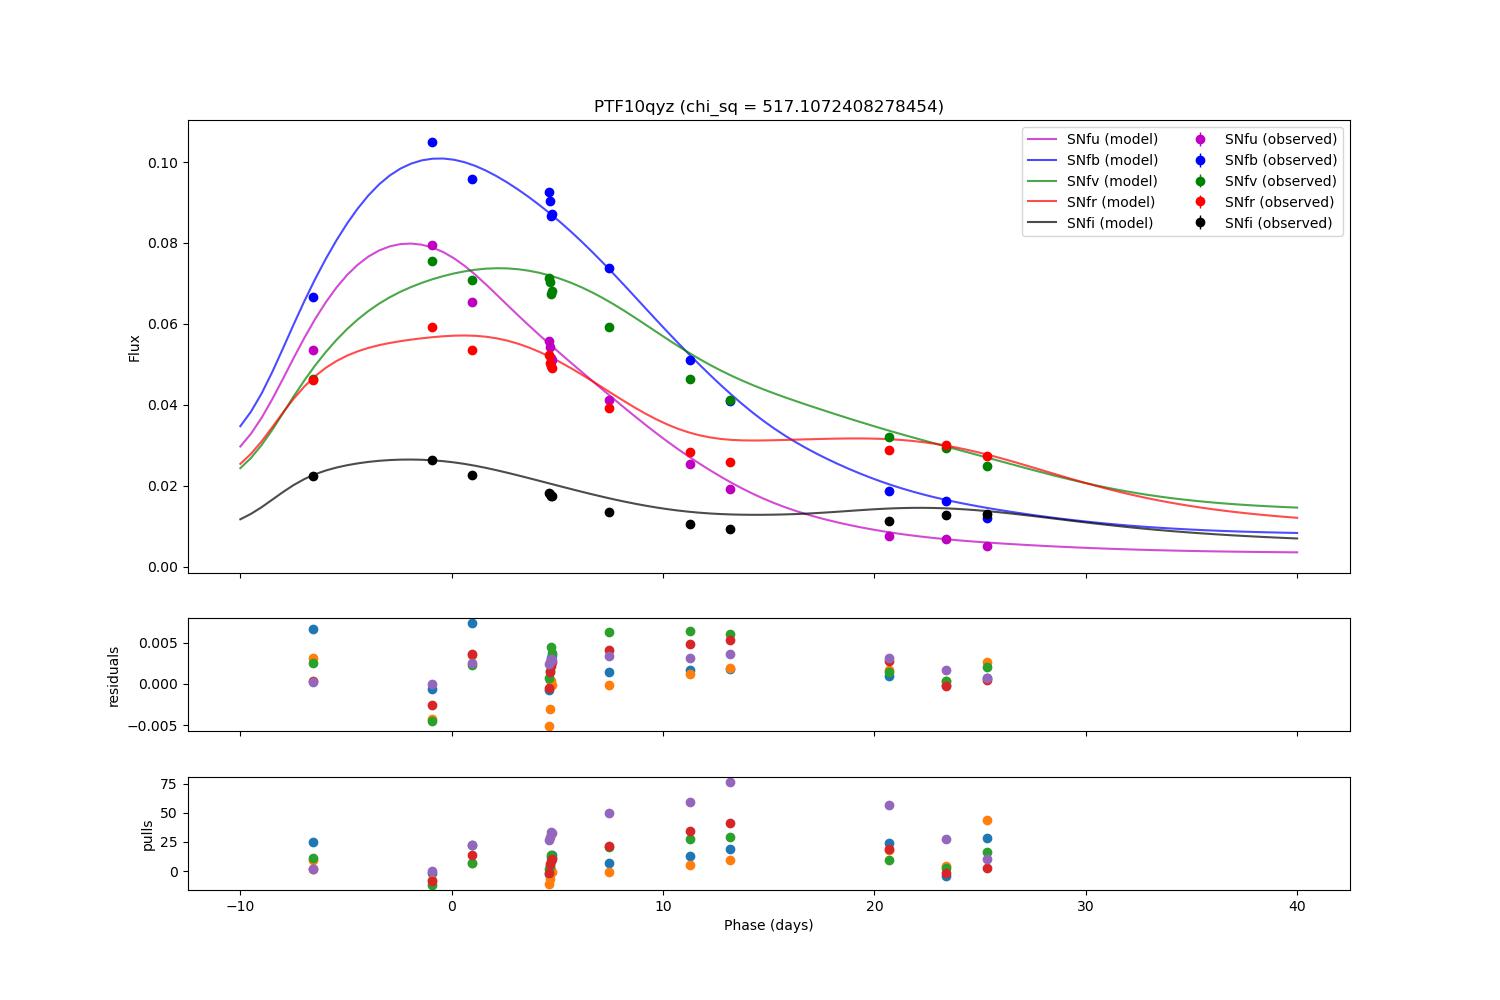 PTF10qyz (chi_sq = 517.1072408278454)
SNfu (model) SNfu (observed)
SNfb (model) SNfb (observed)
SNfv (model) SNfv (observed)
SNfr (model) SNfr (observed)
SNfi (model) SNfi (observed)
Flux
0.10
0.08
0.06
0.04
0.02
0.00
residuals
0.005
0.000
−0.005
pulls
75
50
25
0
−10 0 10 20 30 40
Phase (days)